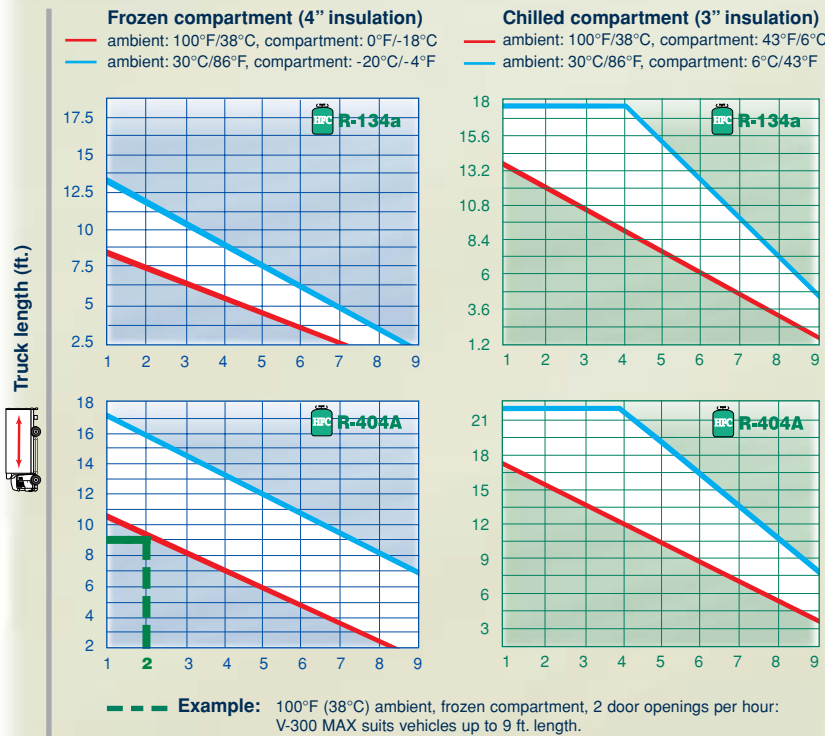 Frozen compartment (4” insulation)
ambient: 100°F/38°C, compartment: 0°F/-18°C
ambient: 30°C/86°F, compartment: -20°C/-4°F
Chilled compartment (3” insulation)
ambient: 100°F/38°C, compartment: 43°F/6°C
ambient: 30°C/86°F, compartment: 6°C/43°F
Truck length (ft.)
HFC R-134a
17.5
15
12.5
10
7.5
5
2.5
1 2 3 4 5 6 7 8 9
HFC R-134a
18
15.6
13.2
10.8
8.4
6
3.6
1.2
1 2 3 4 5 6 7 8 9
HFC R-404A
18
16
14
12
10
8
6
4
2
1 2 3 4 5 6 7 8 9
HFC R-404A
21
18
15
12
9
6
3
1 2 3 4 5 6 7 8 9
Example: 100°F (38°C) ambient, frozen compartment, 2 door openings per hour:
V-300 MAX suits vehicles up to 9 ft. length.